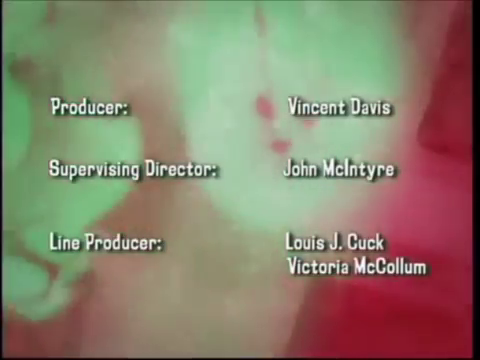 Producer: Vincent Davis
Supervising Director: John McIntyre
Line Producer: Louis J. Cuck
Victoria McCollum